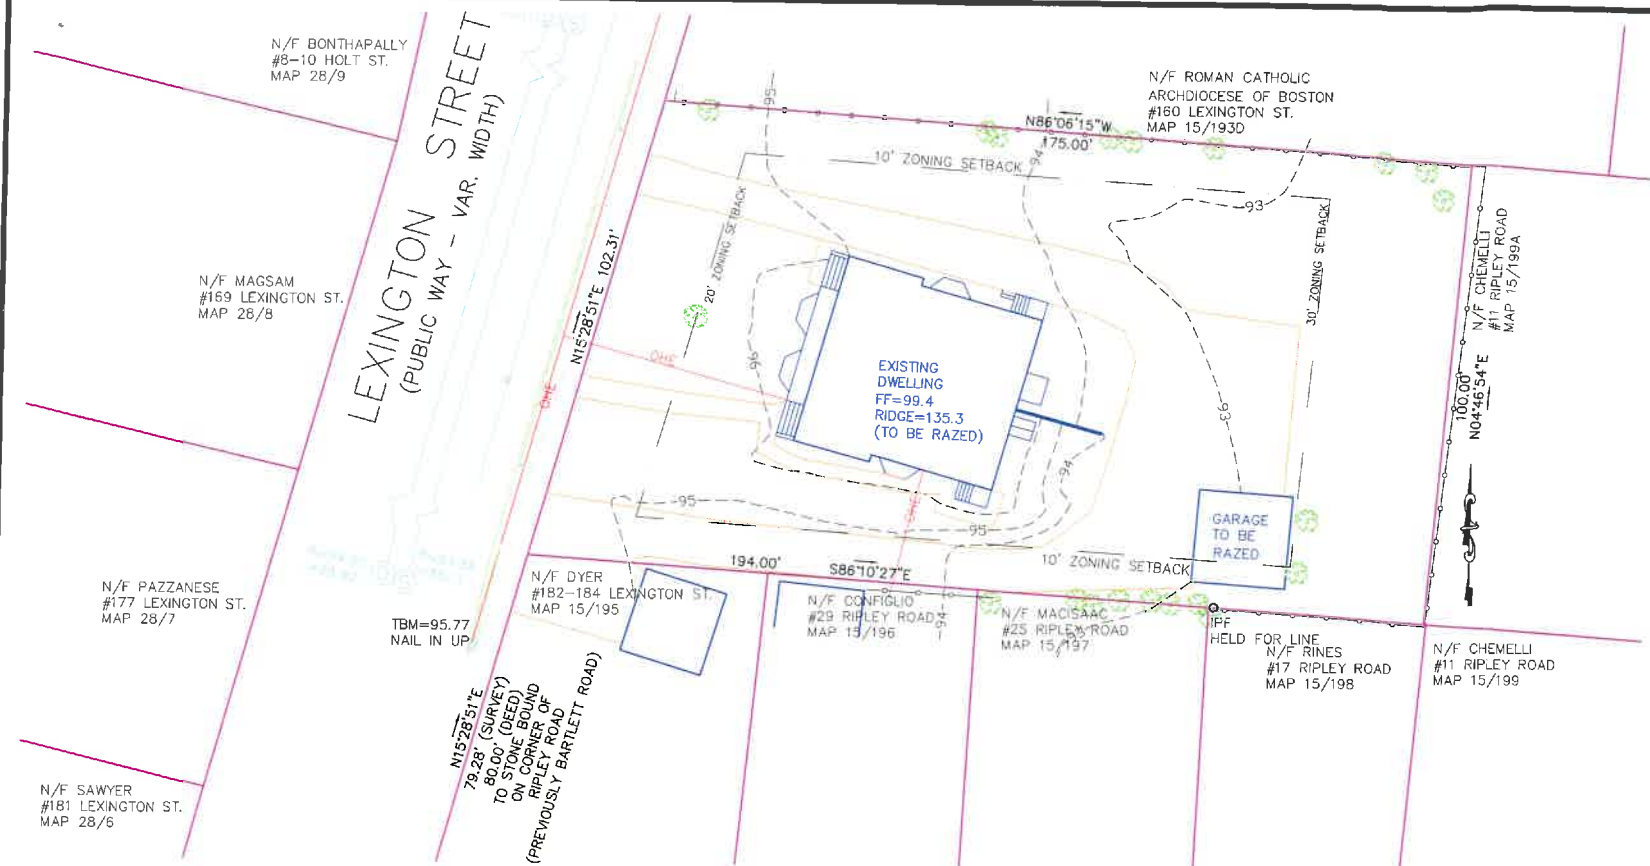 N/F BONTHAPALLY
#8-10 HOLT ST.
MAP 28/9
LEXINGTON STREET
(PUBLIC WAY - VAR. WIDTH)
N/F MAGSAM
#169 LEXINGTON ST.
MAP 28/8
N/F PAZZANESE
#177 LEXINGTON ST.
MAP 28/7
N/F SAWYER
#181 LEXINGTON ST.
MAP 28/6
TBM=95.77
NAIL IN UP
N15°28'51"E
79.28' (SURVEY)
80.00' (DEED)
TO STONE BOUND
ON CORNER OF
RIPLEY ROAD
(PREVIOUSLY BARTLETT ROAD)
N15°28'51"E 102.31'
OHE
OHE
OHE
N/F ROMAN CATHOLIC
ARCHDIOCESE OF BOSTON
#160 LEXINGTON ST.
MAP 15/193D
N86°06'15"W
175.00'
10' ZONING SETBACK
20' ZONING SETBACK
30' ZONING SETBACK
10' ZONING SETBACK
95
94
93
96
93
94
95
95
94
93
EXISTING
DWELLING
FF=99.4
RIDGE=135.3
(TO BE RAZED)
GARAGE
TO BE
RAZED
N/F CHEMELLI
#11 RIPLEY ROAD
MAP 15/199A
100.00'
N04°46'54"E
194.00'
S86°10'27"E
N/F DYER
#182-184 LEXINGTON ST.
MAP 15/195
N/F CONFIGLIO
#29 RIPLEY ROAD
MAP 15/196
N/F MACISAAC
#25 RIPLEY ROAD
MAP 15/197
IPF
HELD FOR LINE
N/F RINES
#17 RIPLEY ROAD
MAP 15/198
N/F CHEMELLI
#11 RIPLEY ROAD
MAP 15/199